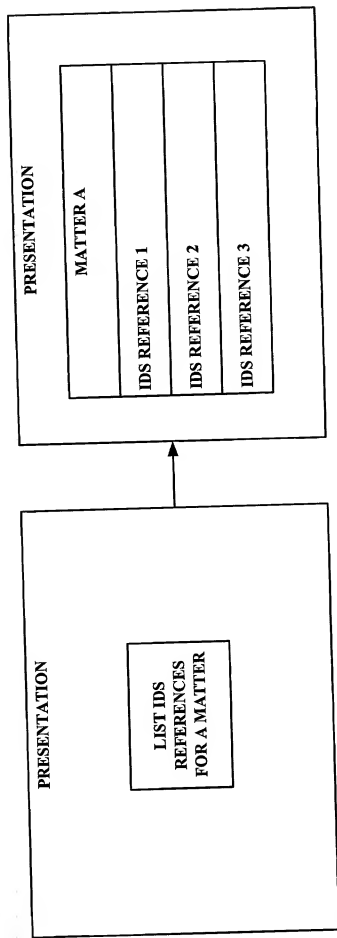 PRESENTATION
LIST IDS
REFERENCES
FOR A MATTER
PRESENTATION
MATTER A
IDS REFERENCE 1
IDS REFERENCE 2
IDS REFERENCE 3